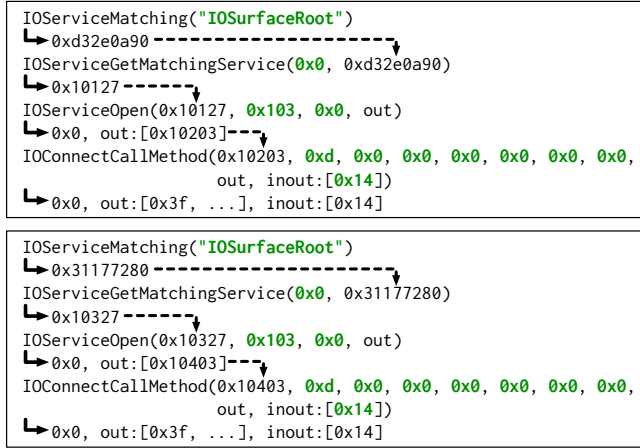 IOServiceMatching("IOSurfaceRoot")
0xd32e0a90
IOServiceGetMatchingService(0x0, 0xd32e0a90)
0x10127
IOServiceOpen(0x10127, 0x103, 0x0, out)
0x0, out:[0x10203]
IOConnectCallMethod(0x10203, 0xd, 0x0, 0x0, 0x0, 0x0, 0x0, 0x0,
out, inout:[0x14])
0x0, out:[0x3f, ...], inout:[0x14]
IOServiceMatching("IOSurfaceRoot")
0x31177280
IOServiceGetMatchingService(0x0, 0x31177280)
0x10327
IOServiceOpen(0x10327, 0x103, 0x0, out)
0x0, out:[0x10403]
IOConnectCallMethod(0x10403, 0xd, 0x0, 0x0, 0x0, 0x0, 0x0, 0x0,
out, inout:[0x14])
0x0, out:[0x3f, ...], inout:[0x14]